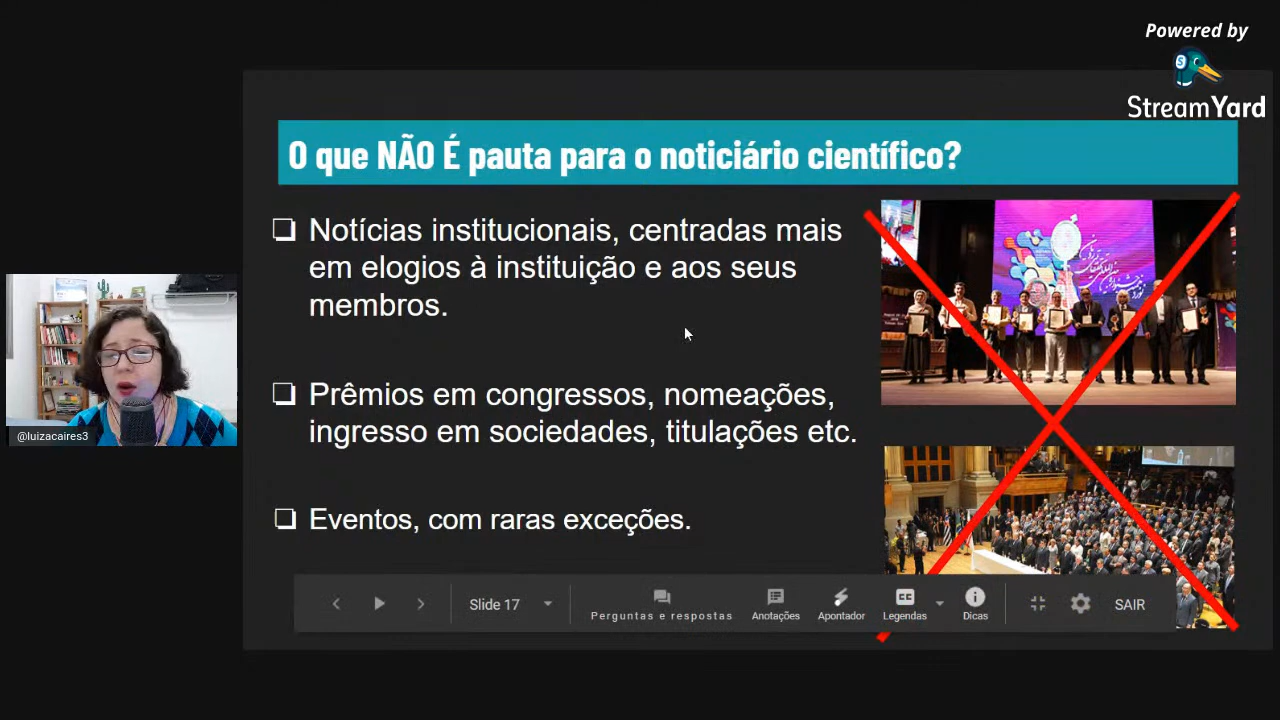 Powered by
StreamYard
O que NÃO É pauta para o noticiário científico?
Notícias institucionais, centradas mais
em elogios à instituição e aos seus
membros.
Prêmios em congressos, nomeações,
ingresso em sociedades, titulações etc.
Eventos, com raras exceções.
@luizacaires3
Slide 17
Perguntas e respostas
Anotações
Apontador
CC
Legendas
Dicas
SAIR